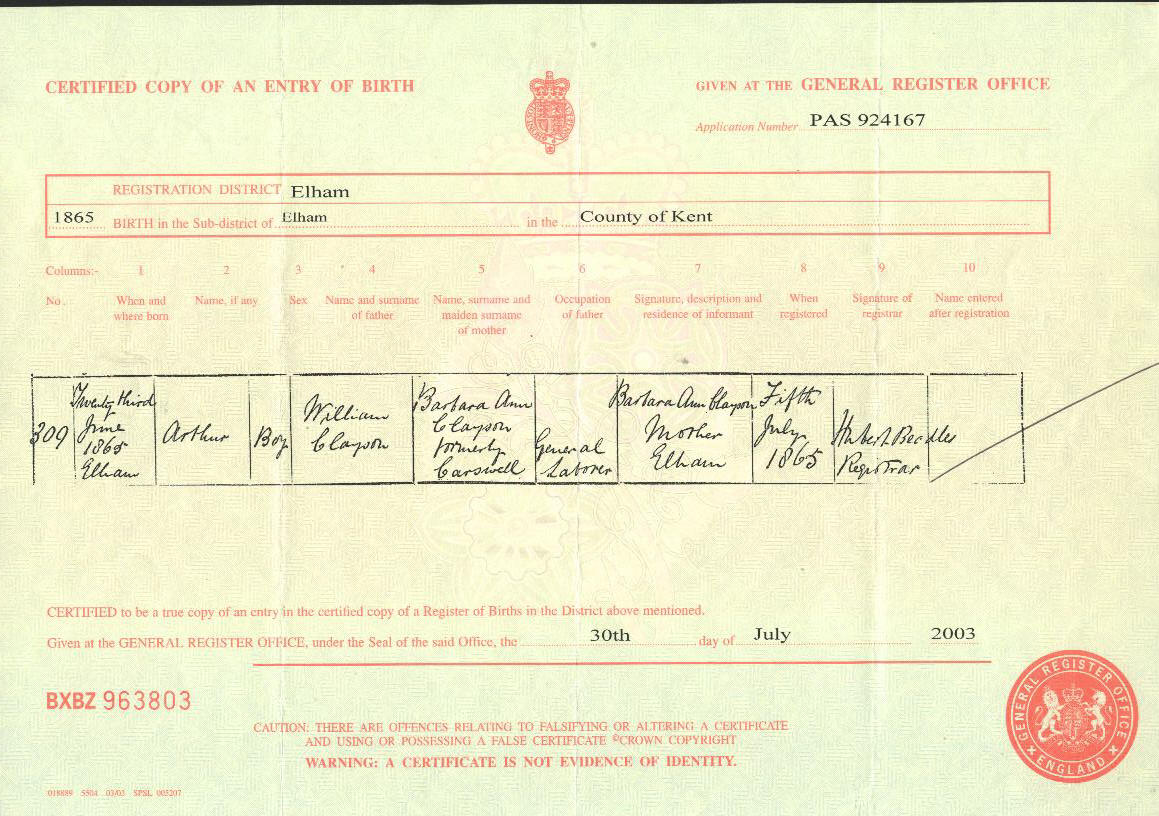 CERTIFIED COPY OF AN ENTRY OF BIRTH
GIVEN AT THE GENERAL REGISTER OFFICE
Application Number PAS 924167
REGISTRATION DISTRICT Elham
1865 BIRTH in the Sub-district of Elham in the County of Kent
Columns:- 1 2 3 4 5 6 7 8 9 10
No. When and where born Name, if any Sex Name and surname of father Name, surname and maiden surname of mother Occupation of father Signature, description and residence of informant When registered Signature of registrar Name entered after registration
309
Twenty third
June
1865
Elham
Arthur
Boy
William
Clayson
Barbara Ann
Clayson
formerly
Carswell
General
Laborer
Barbara Ann Clayson
Mother
Elham
Fifth
July
1865
Hubert Beadles
Registrar
CERTIFIED to be a true copy of an entry in the certified copy of a Register of Births in the District above mentioned.
Given at the GENERAL REGISTER OFFICE, under the Seal of the said Office, the 30th day of July 2003
BXBZ 963803
CAUTION: THERE ARE OFFENCES RELATING TO FALSIFYING OR ALTERING A CERTIFICATE
AND USING OR POSSESSING A FALSE CERTIFICATE ©CROWN COPYRIGHT
WARNING: A CERTIFICATE IS NOT EVIDENCE OF IDENTITY.
GENERAL REGISTER OFFICE
ENGLAND
018889 5504 03/03 SPSL 005207